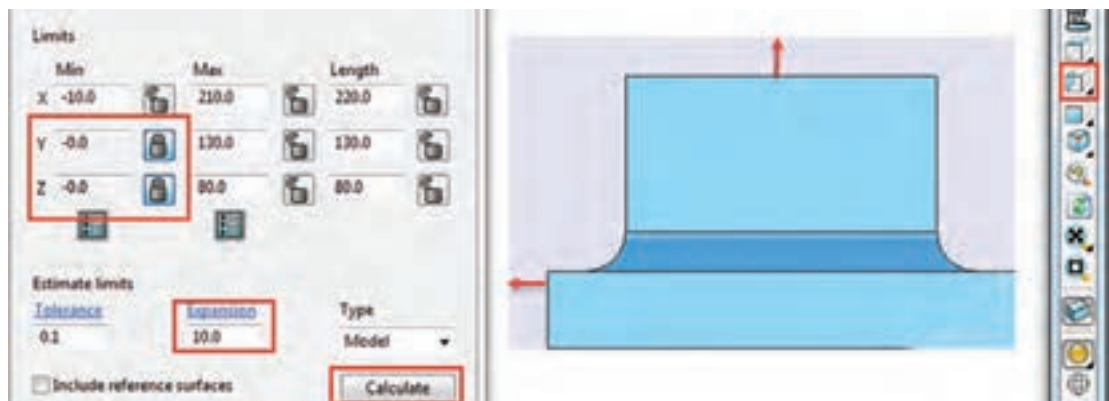 Limits
Min Max Length
X -10.0 210.0 220.0
Y -0.0 130.0 130.0
Z -0.0 80.0 80.0
Estimate limits
Tolerance Expansion Type
0.1 10.0 Model
Include reference surfaces Calculate